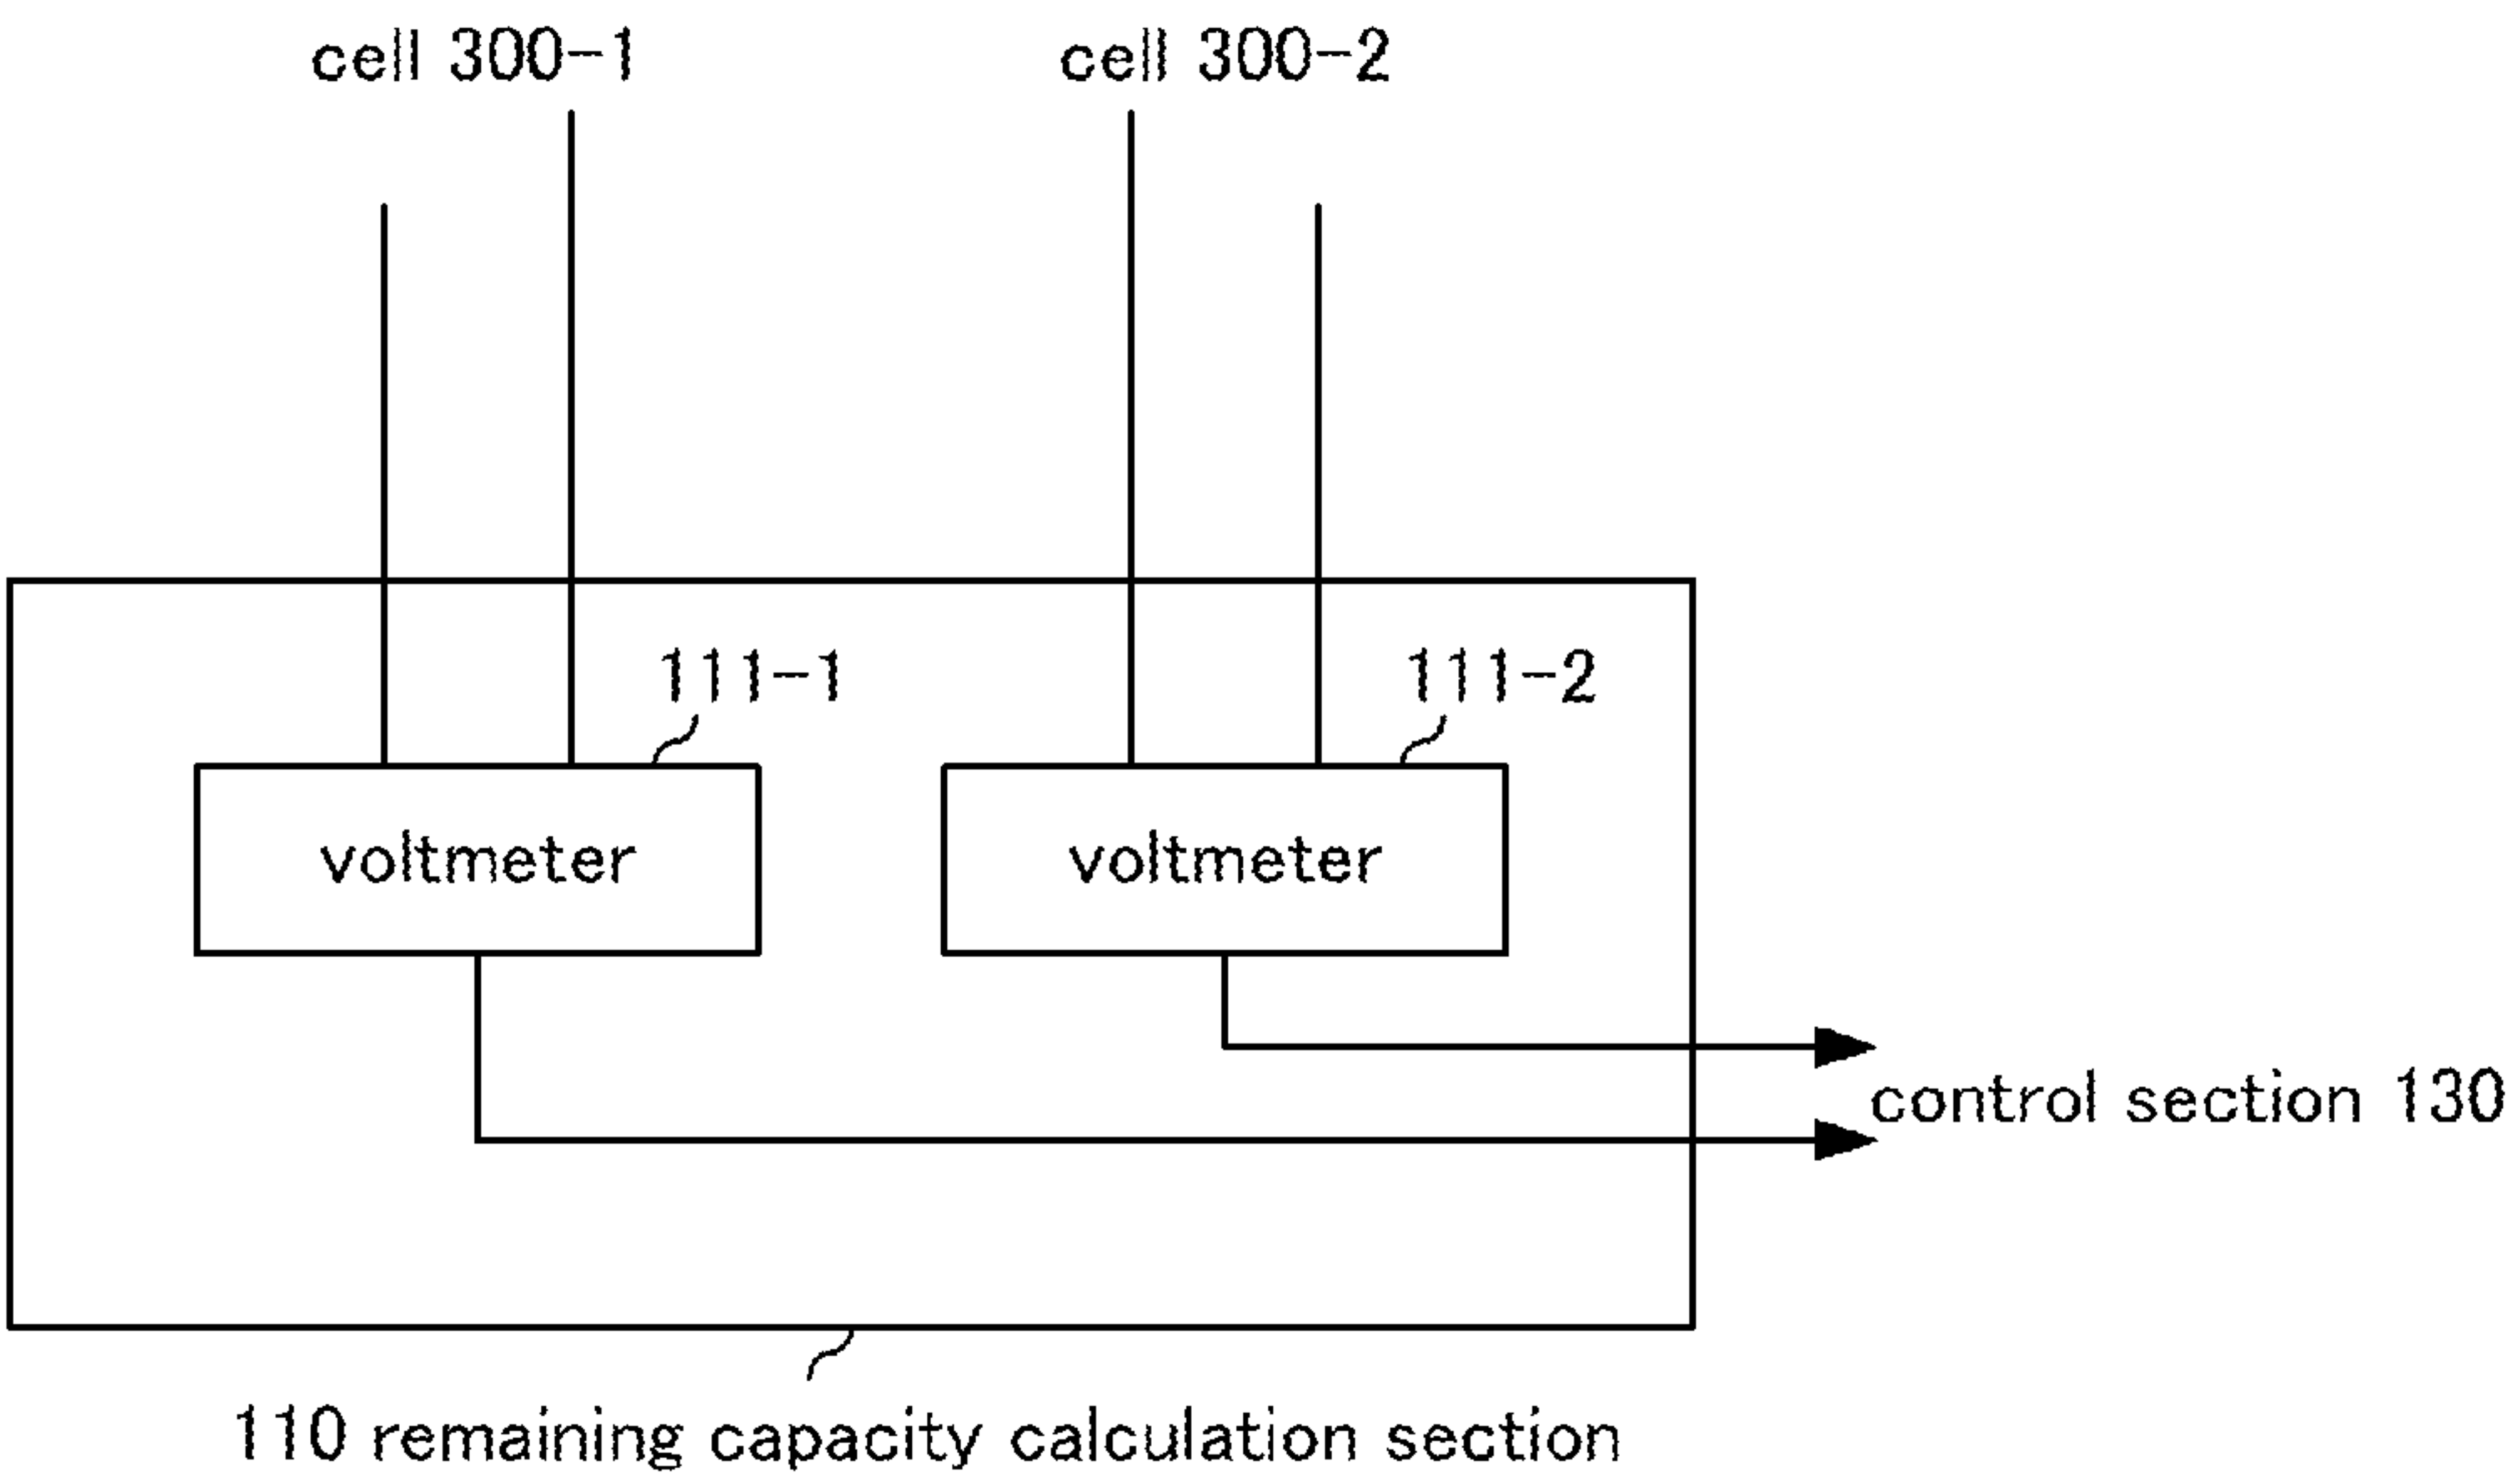 cell 300-1
cell 300-2
111-1
111-2
voltmeter
voltmeter
control section 130
110 remaining capacity calculation section